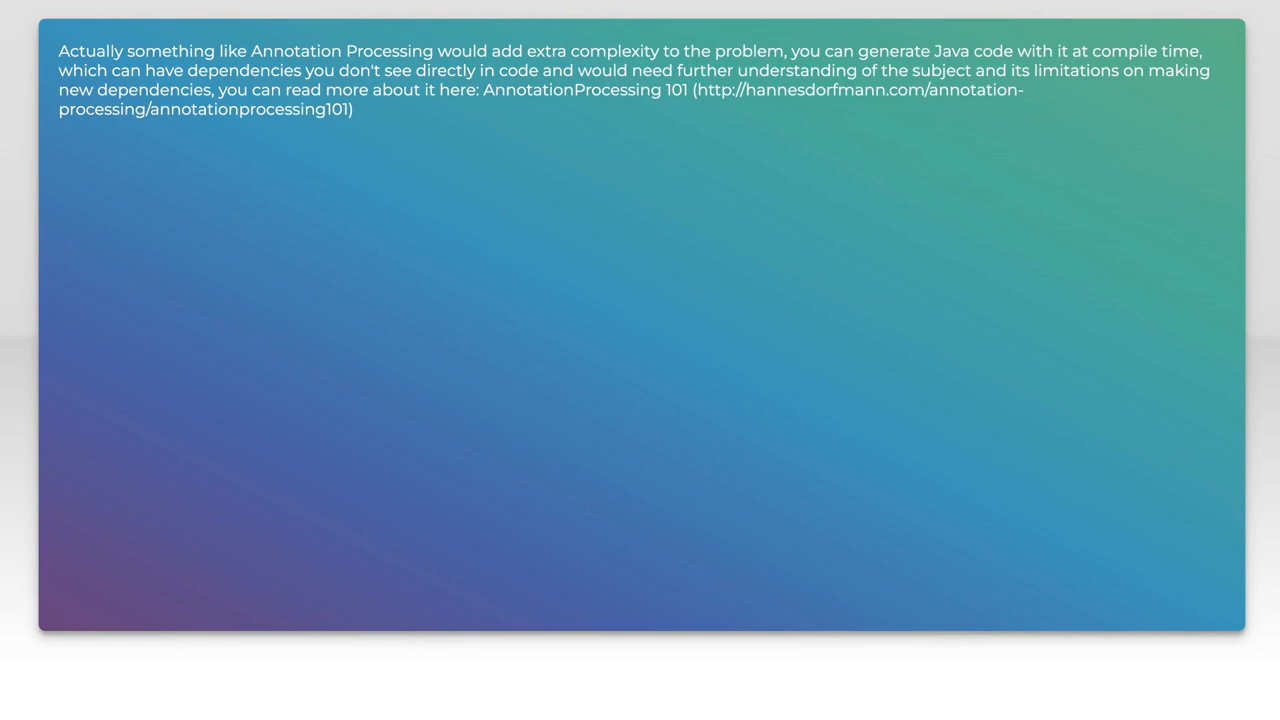 Actually something like Annotation Processing would add extra complexity to the problem, you can generate Java code with it at compile time,
which can have dependencies you don't see directly in code and would need further understanding of the subject and its limitations on making
new dependencies, you can read more about it here: AnnotationProcessing 101 (http://hannesdorfmann.com/annotation-
processing/annotationprocessing101)